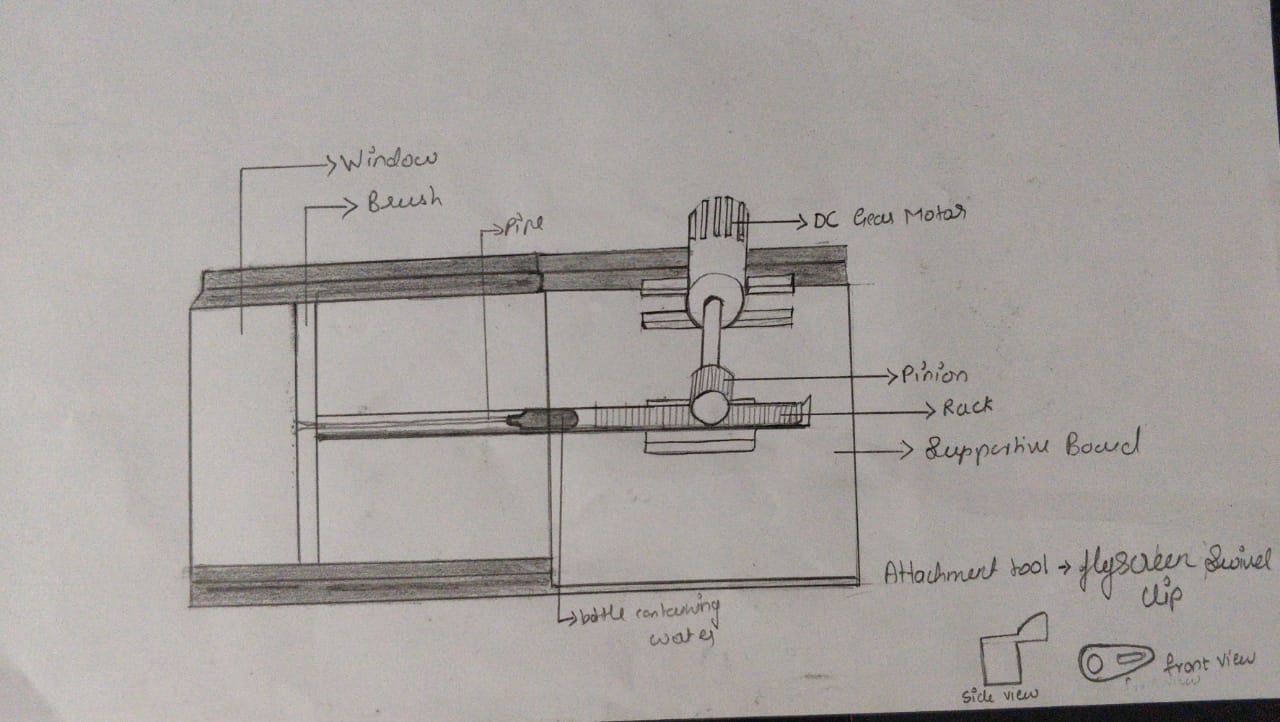 Window
Brush
Pipe
DC Gear Motor
Pinion
Rack
Supportive Board
Attachment tool → flyscreen Swivel
clip
bottle containing
water
Side view
front view